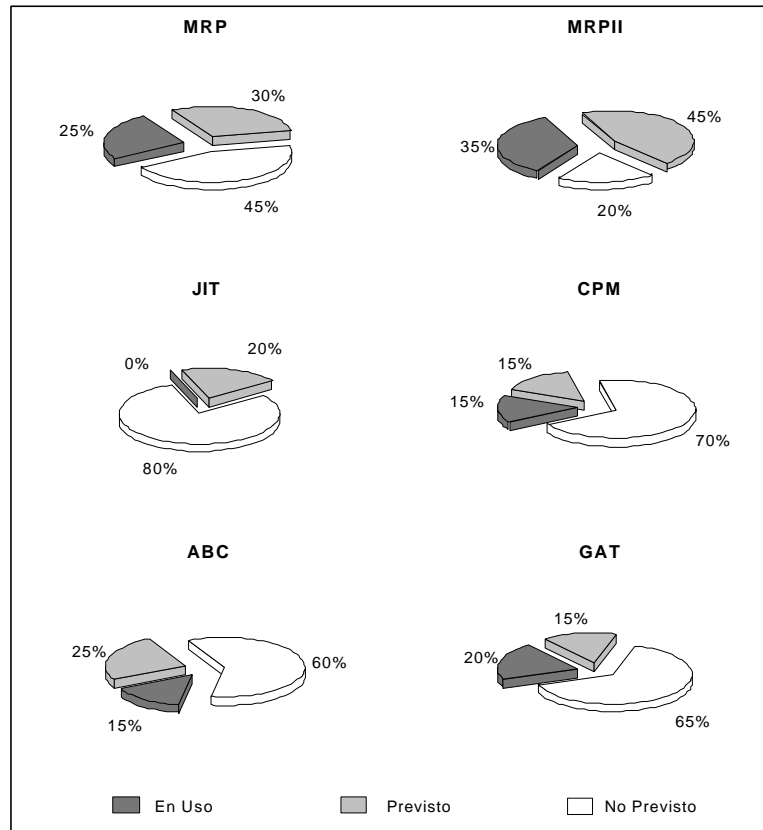 MRP
MRPII
30%
25%
45%
45%
35%
20%
JIT
CPM
0%
20%
80%
15%
15%
70%
ABC
GAT
25%
60%
15%
15%
20%
65%
En Uso
Previsto
No Previsto